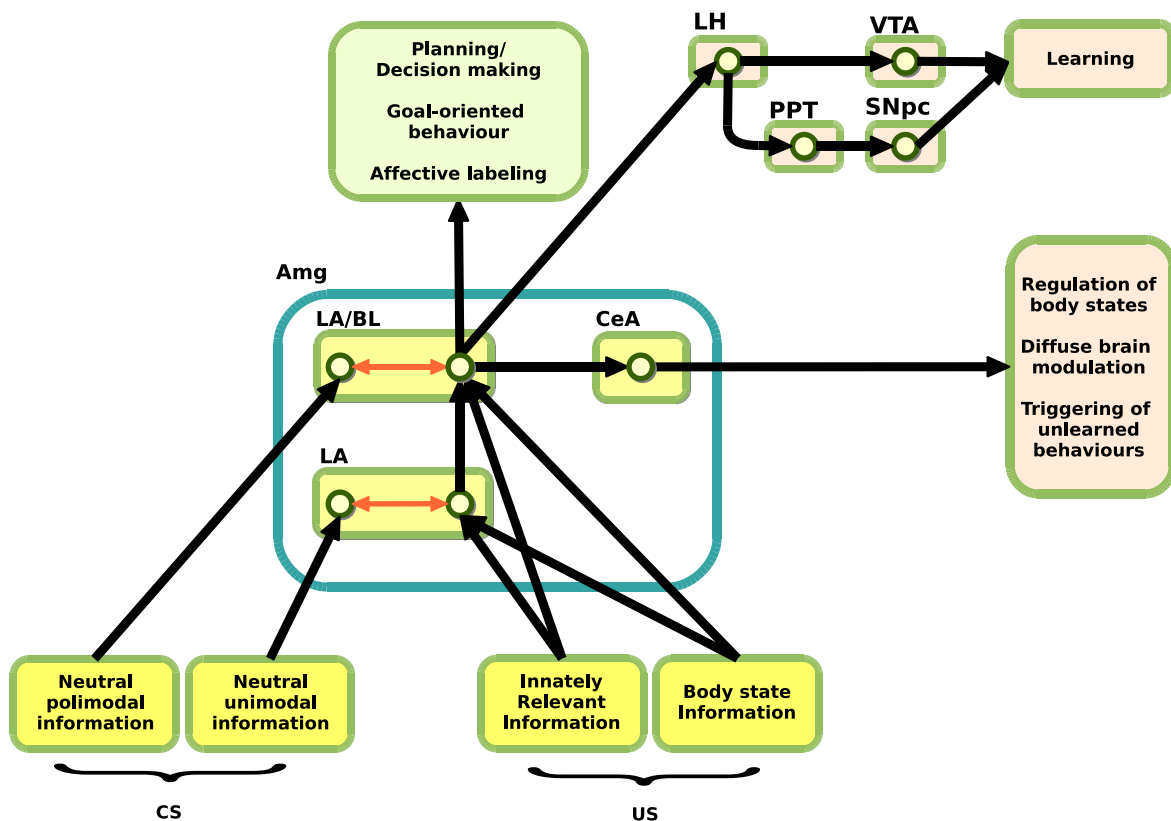 LH
VTA
Planning/
Decision making
Goal-oriented
behaviour
Affective labeling
Learning
PPT
SNpc
Amg
LA/BL
CeA
Regulation of
body states
Diffuse brain
modulation
Triggering of
unlearned
behaviours
LA
Neutral
polimodal
information
Neutral
unimodal
information
Innately
Relevant
Information
Body state
Information
CS
US